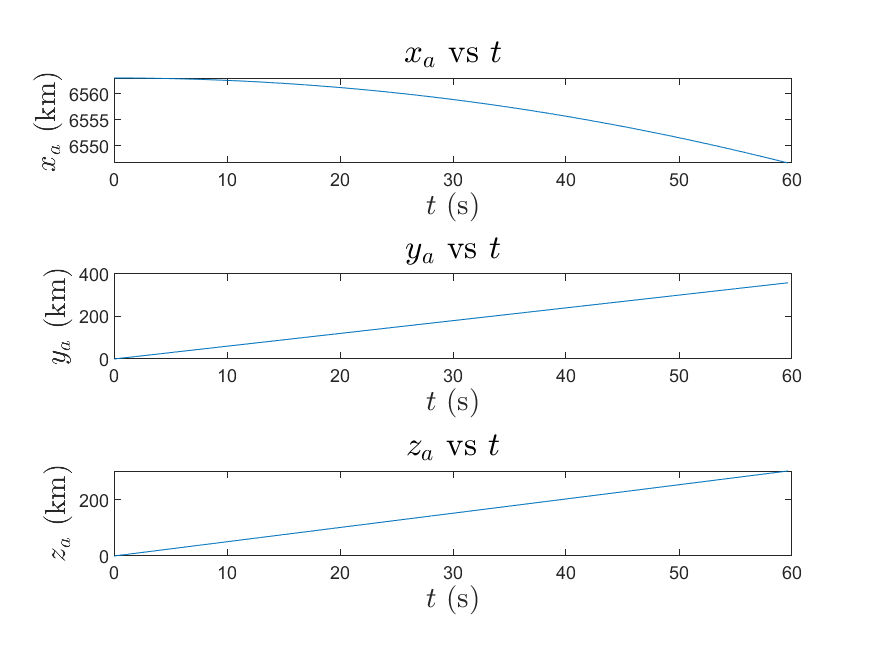 x_a vs t
x_a (km)
6560
6555
6550
0 10 20 30 40 50 60
t (s)
y_a vs t
y_a (km)
400
200
0
0 10 20 30 40 50 60
t (s)
z_a vs t
z_a (km)
200
0
0 10 20 30 40 50 60
t (s)